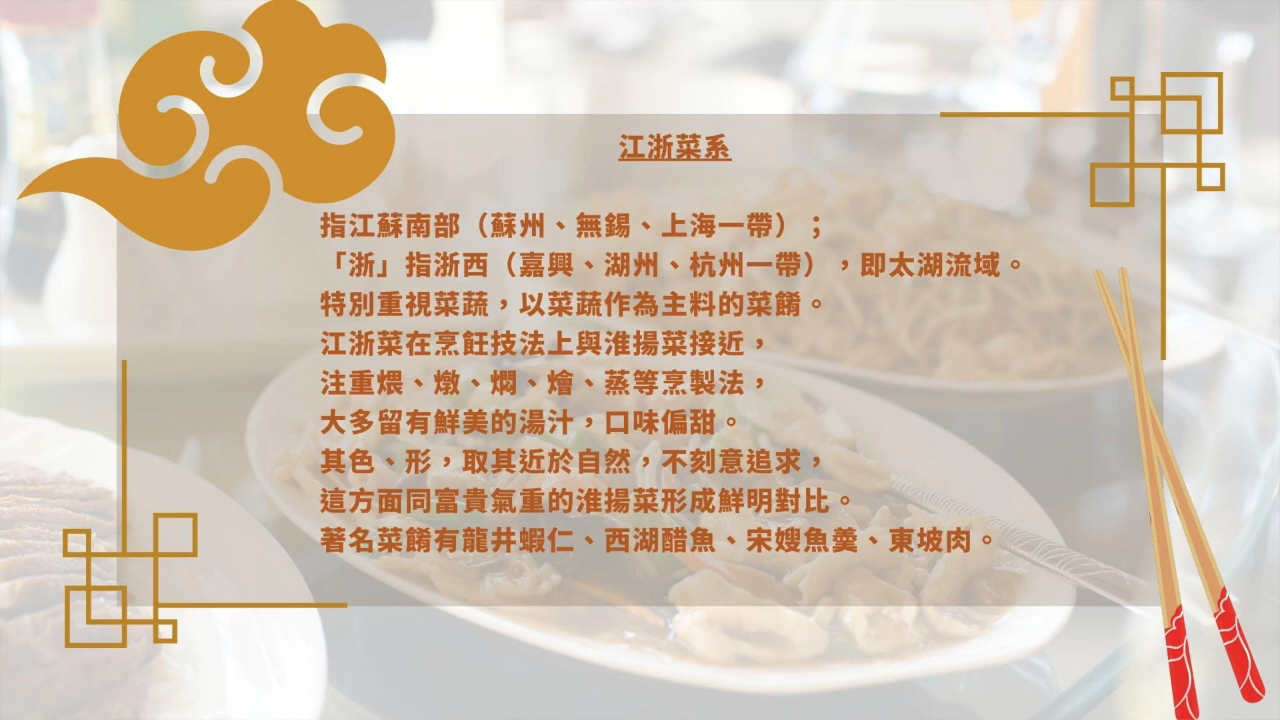 江浙菜系
指江蘇南部（蘇州、無錫、上海一帶）；
「浙」指浙西（嘉興、湖州、杭州一帶），即太湖流域。
特別重視菜蔬，以菜蔬作為主料的菜餚。
江浙菜在烹飪技法上與淮揚菜接近，
注重煨、燉、燜、燴、蒸等烹製法，
大多留有鮮美的湯汁，口味偏甜。
其色、形，取其近於自然，不刻意追求，
這方面同富貴氣重的淮揚菜形成鮮明對比。
著名菜餚有龍井蝦仁、西湖醋魚、宋嫂魚羹、東坡肉。